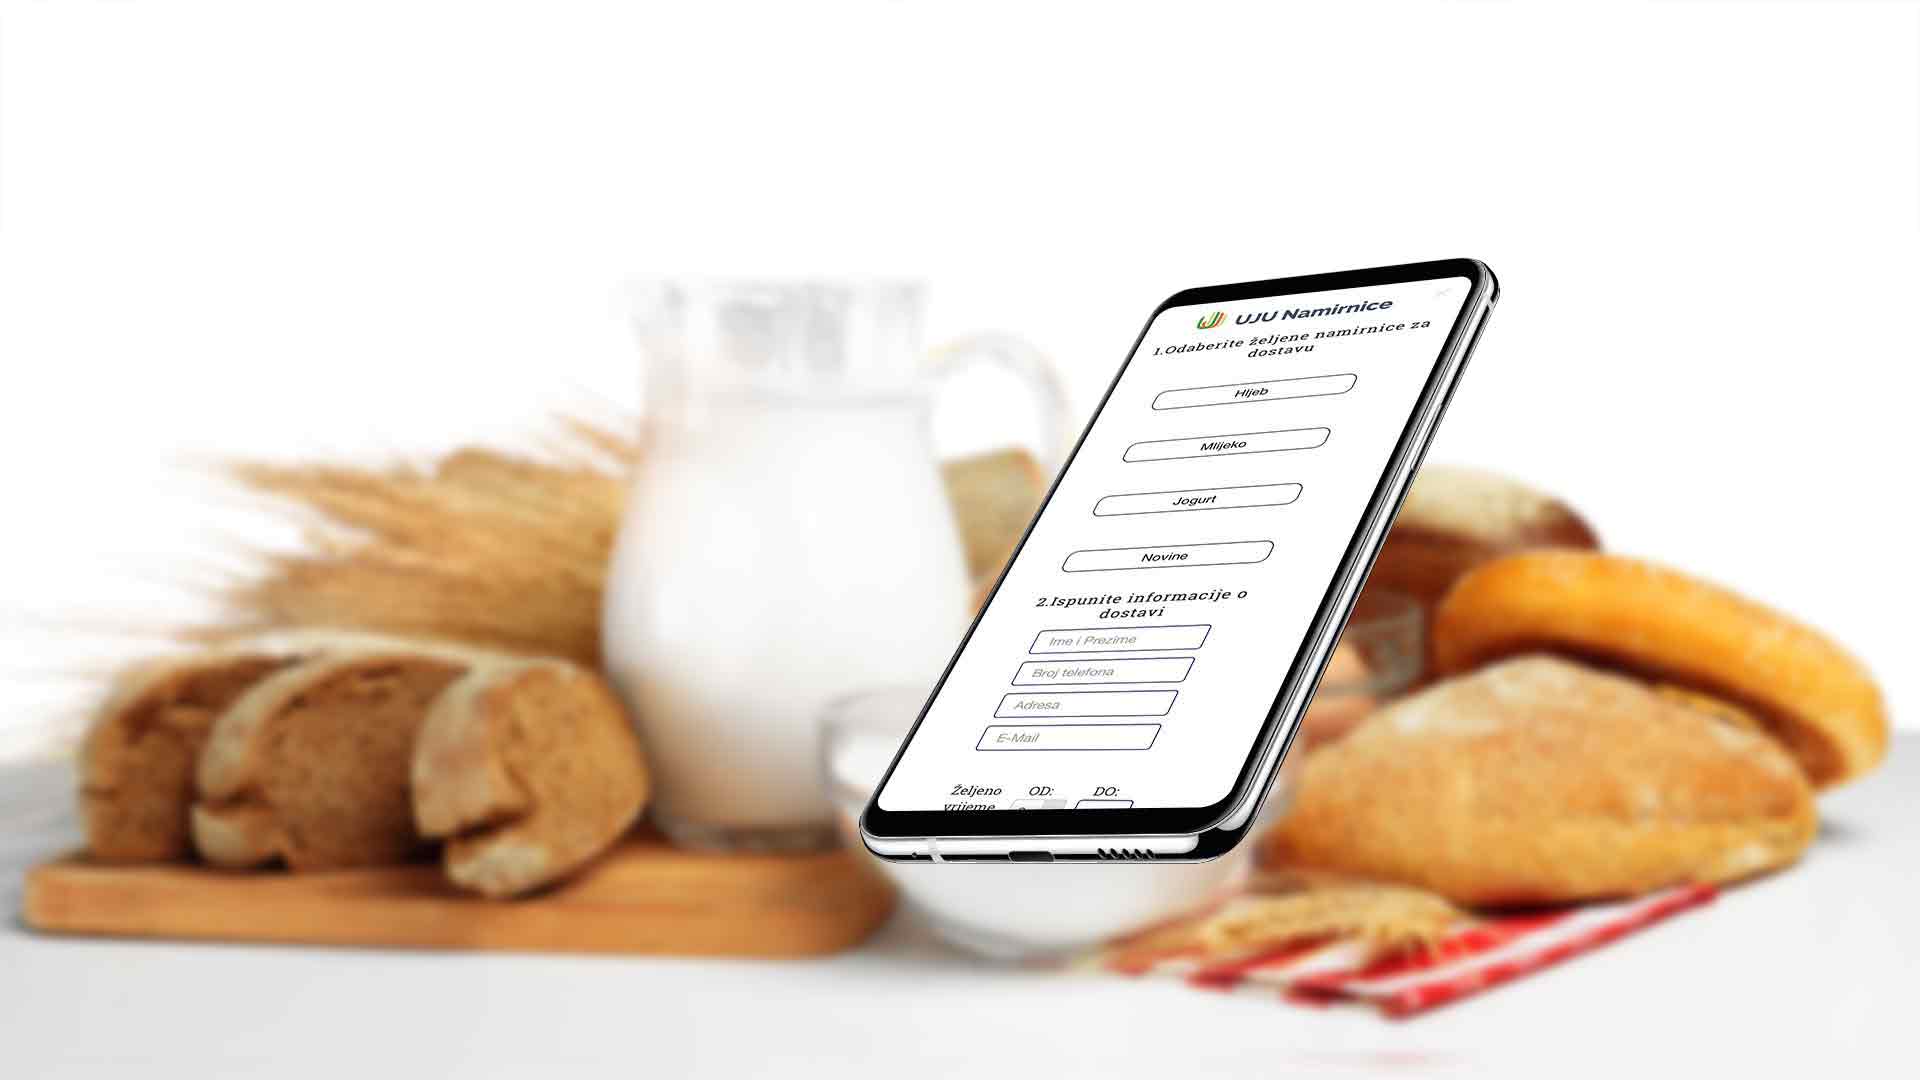 UJU Namirnice
1.Odaberite željene namirnice za
dostavu
Hljeb
Mlijeko
Jogurt
Novine
2.Ispunite informacije o
dostavi
Ime i Prezime
Broj telefona
Adresa
E-Mail
Željeno OD: DO:
vrijeme